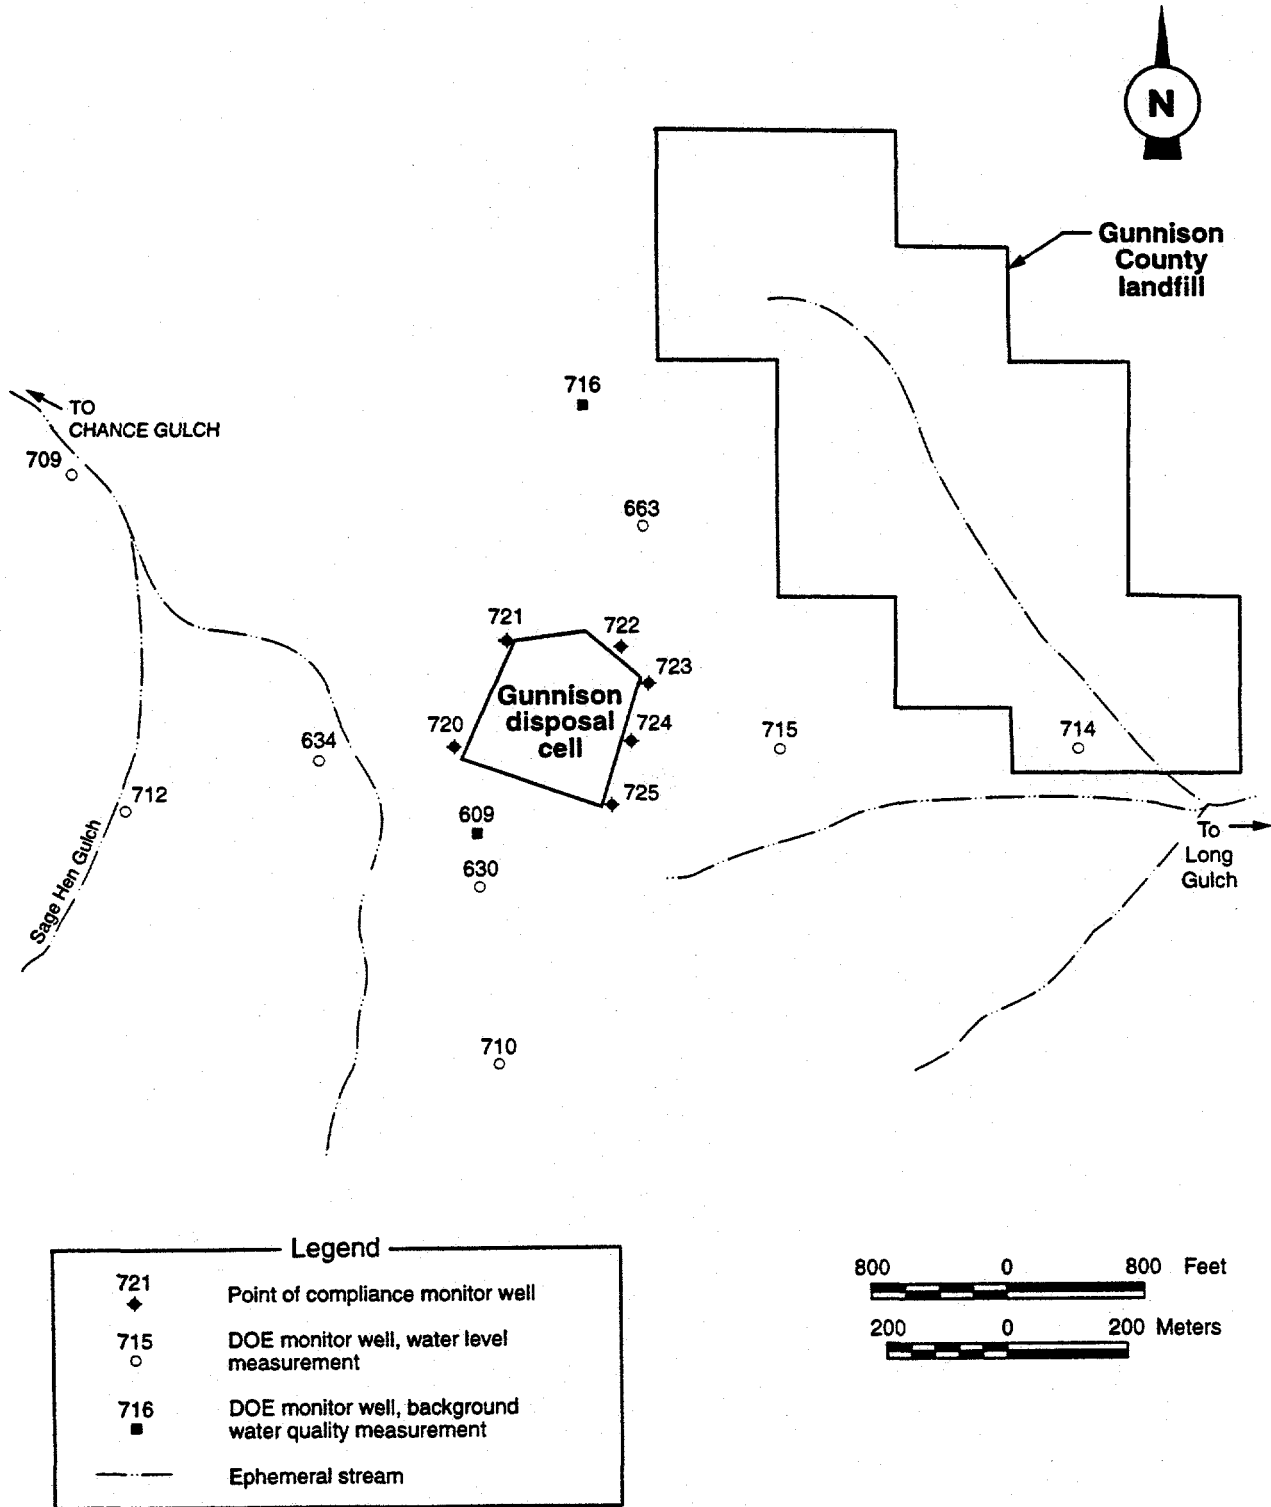 N
Gunnison
County
landfill
716
TO
CHANCE GULCH
709
663
721
722
723
Gunnison
disposal
cell
720
724
634
715
714
712
725
609
To
Long
Gulch
630
Sage Hen Gulch
710
Legend
721
Point of compliance monitor well
715
DOE monitor well, water level
measurement
716
DOE monitor well, background
water quality measurement
Ephemeral stream
800 0 800 Feet
200 0 200 Meters